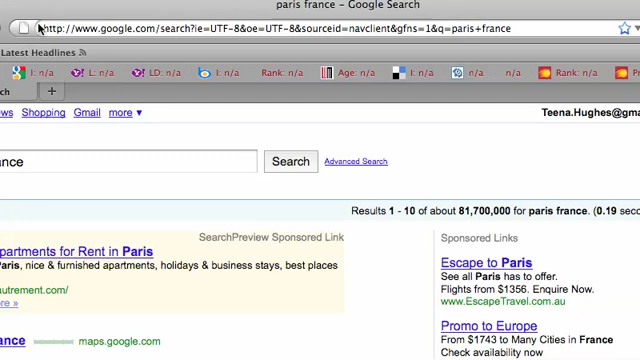 paris france - Google Search
http://www.google.com/search?ie=UTF-8&oe=UTF-8&sourceid=navclient&gfns=1&q=paris+france
Latest Headlines
I: n/a L: n/a LD: n/a I: n/a Rank: n/a Age: n/a I: n/a n/a Rank: n/a
ch
ws Shopping Gmail more ▼
Teena.Hughes@gma
ance Search Advanced Search
Results 1 - 10 of about 81,700,000 for paris france. (0.19 seco
SearchPreview Sponsored Link
partments for Rent in Paris
Paris, nice & furnished apartments, holidays & business stays, best places
autrement.com/
re »
ance maps.google.com
Sponsored Links
Escape to Paris
See all Paris has to offer.
Flights from $1356. Enquire Now.
www.EscapeTravel.com.au
Promo to Europe
From $1743 to Many Cities in France
Check availability now